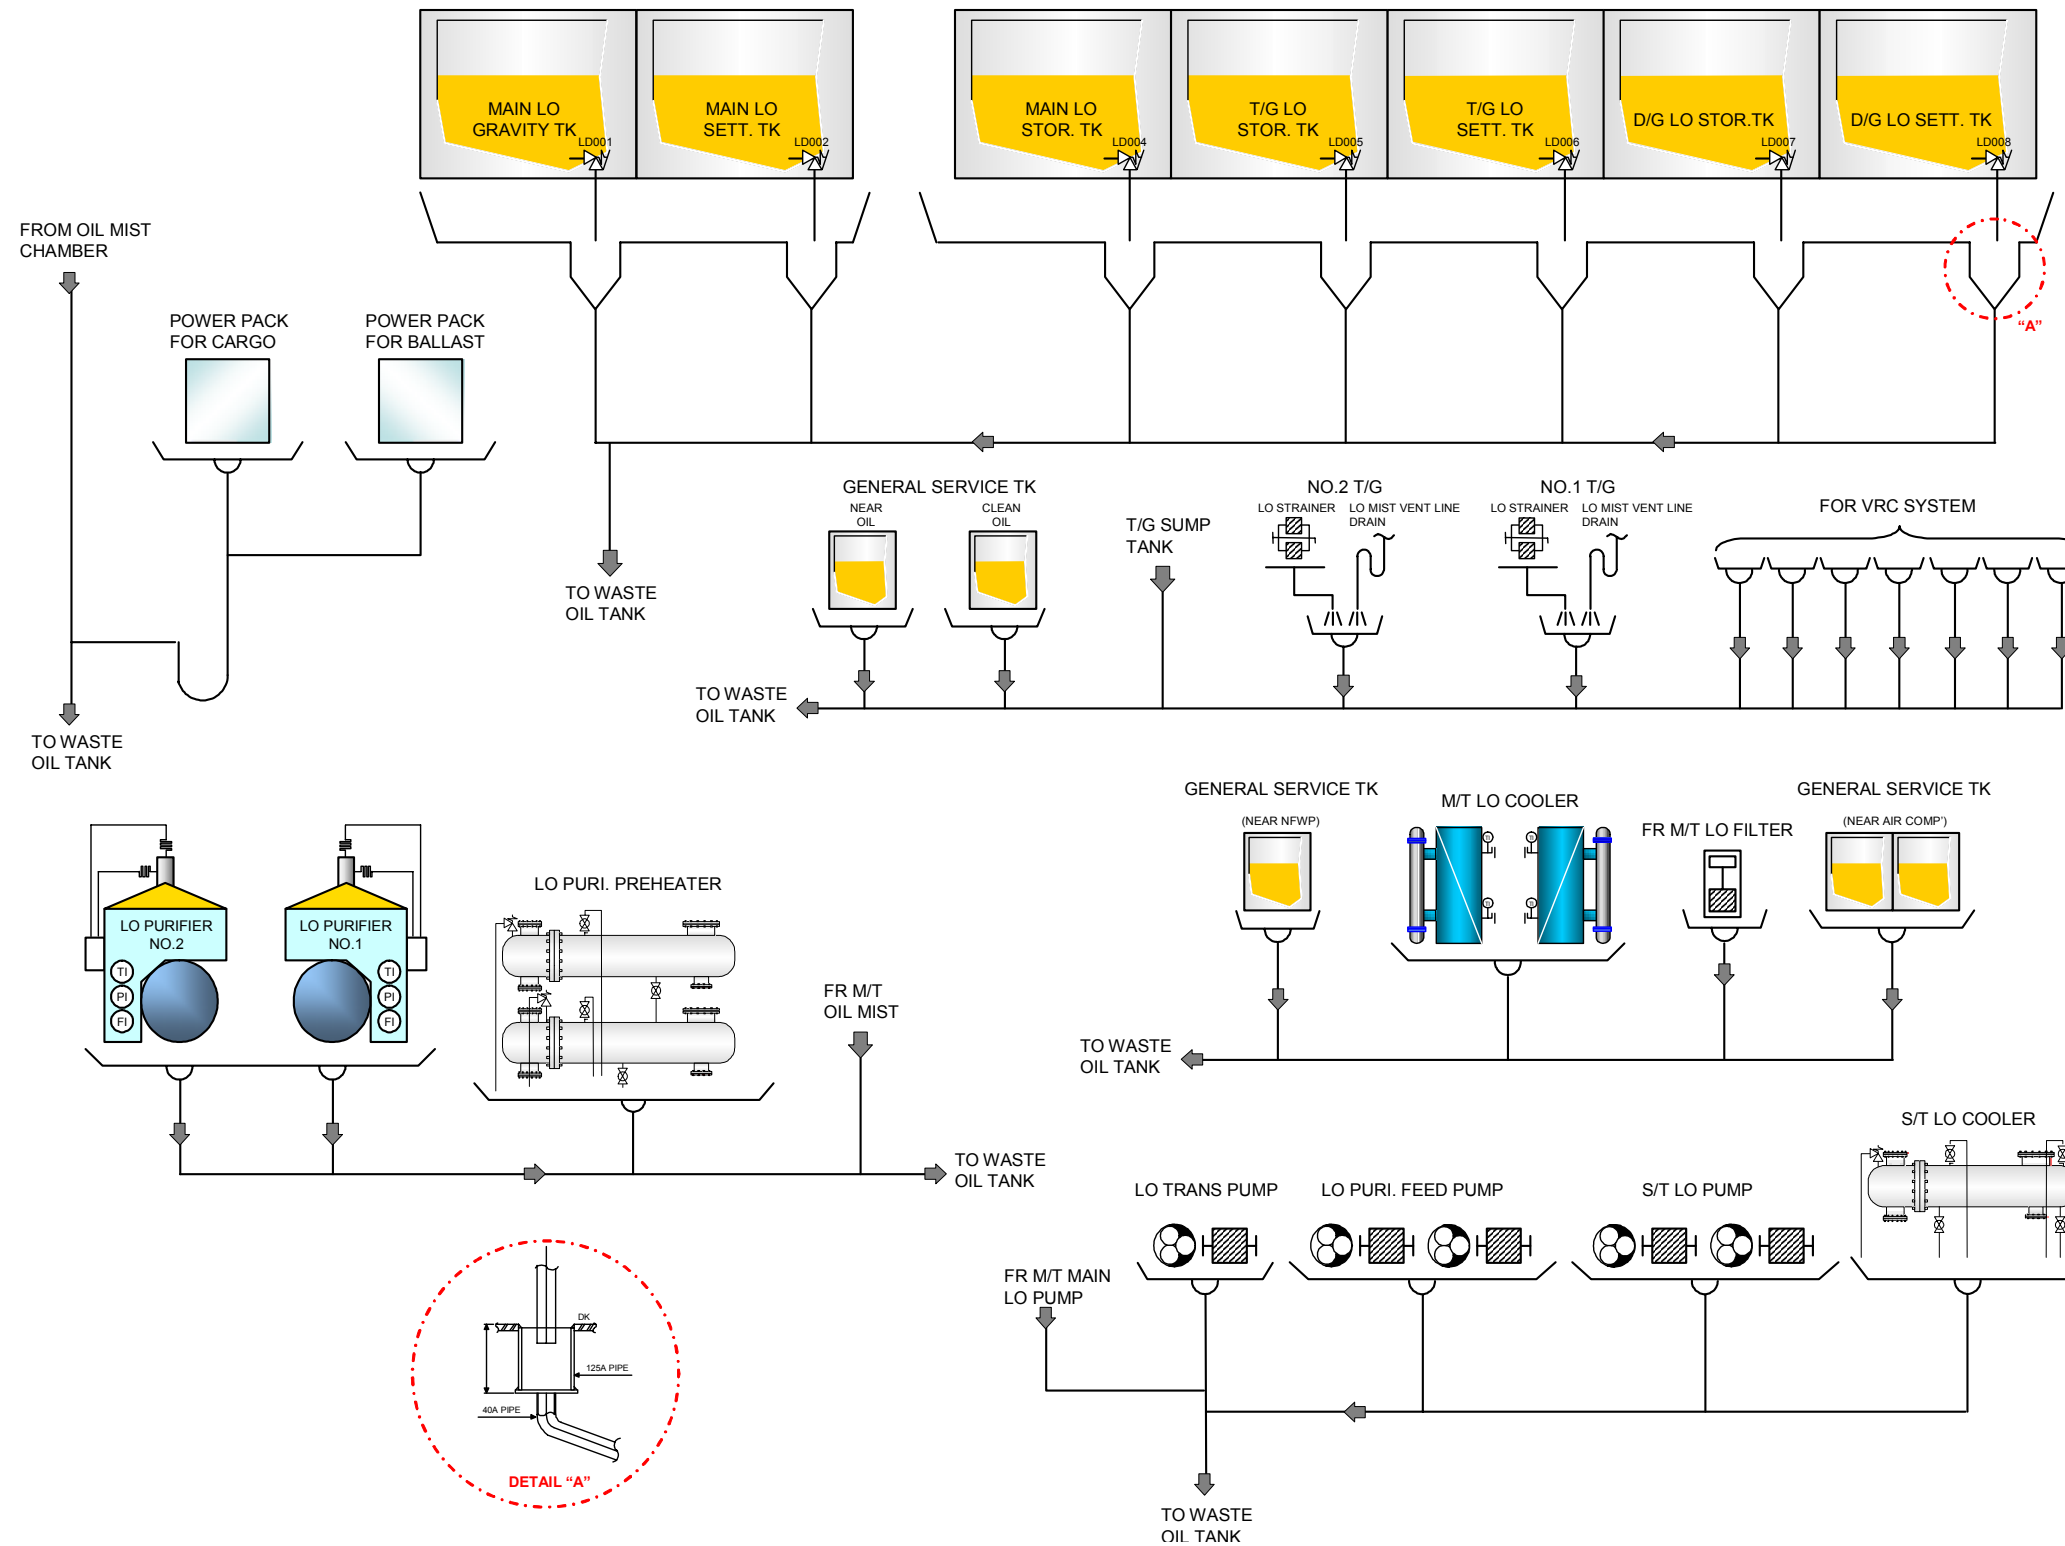 MAIN LO
GRAVITY TK
LD001
MAIN LO
SETT. TK
LD002
MAIN LO
STOR. TK
LD004
T/G LO
STOR. TK
LD005
T/G LO
SETT. TK
LD006
D/G LO STOR.TK
LD007
D/G LO SETT. TK
LD008
"A"
FROM OIL MIST
CHAMBER
POWER PACK
FOR CARGO
POWER PACK
FOR BALLAST
TO WASTE
OIL TANK
TO WASTE
OIL TANK
GENERAL SERVICE TK
NEAR
OIL
CLEAN
OIL
T/G SUMP
TANK
NO.2 T/G
LO STRAINER
LO MIST VENT LINE
DRAIN
NO.1 T/G
LO STRAINER
LO MIST VENT LINE
DRAIN
FOR VRC SYSTEM
TO WASTE
OIL TANK
LO PURIFIER
NO.2
TI
PI
FI
LO PURIFIER
NO.1
TI
PI
FI
LO PURI. PREHEATER
FR M/T
OIL MIST
TO WASTE
OIL TANK
GENERAL SERVICE TK
(NEAR NFWP)
M/T LO COOLER
TI
TI
TI
TI
FR M/T LO FILTER
GENERAL SERVICE TK
(NEAR AIR COMP')
TO WASTE
OIL TANK
S/T LO COOLER
LO TRANS PUMP
LO PURI. FEED PUMP
S/T LO PUMP
FR M/T MAIN
LO PUMP
TO WASTE
OIL TANK
DK
125A PIPE
40A PIPE
DETAIL "A"